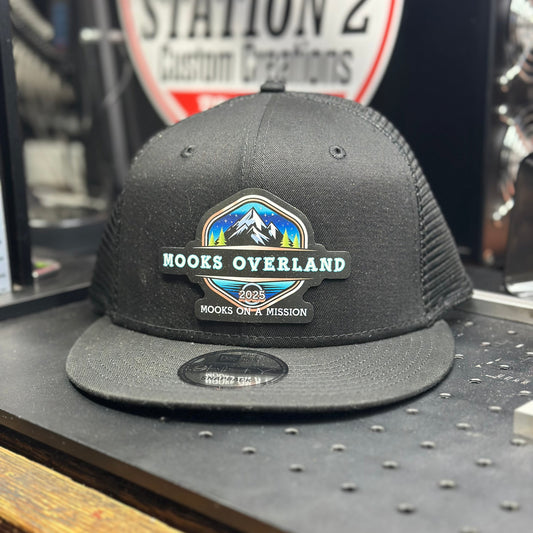 STATION 2
Custom Creations
MOOKS OVERLAND
2025
MOOKS ON A MISSION